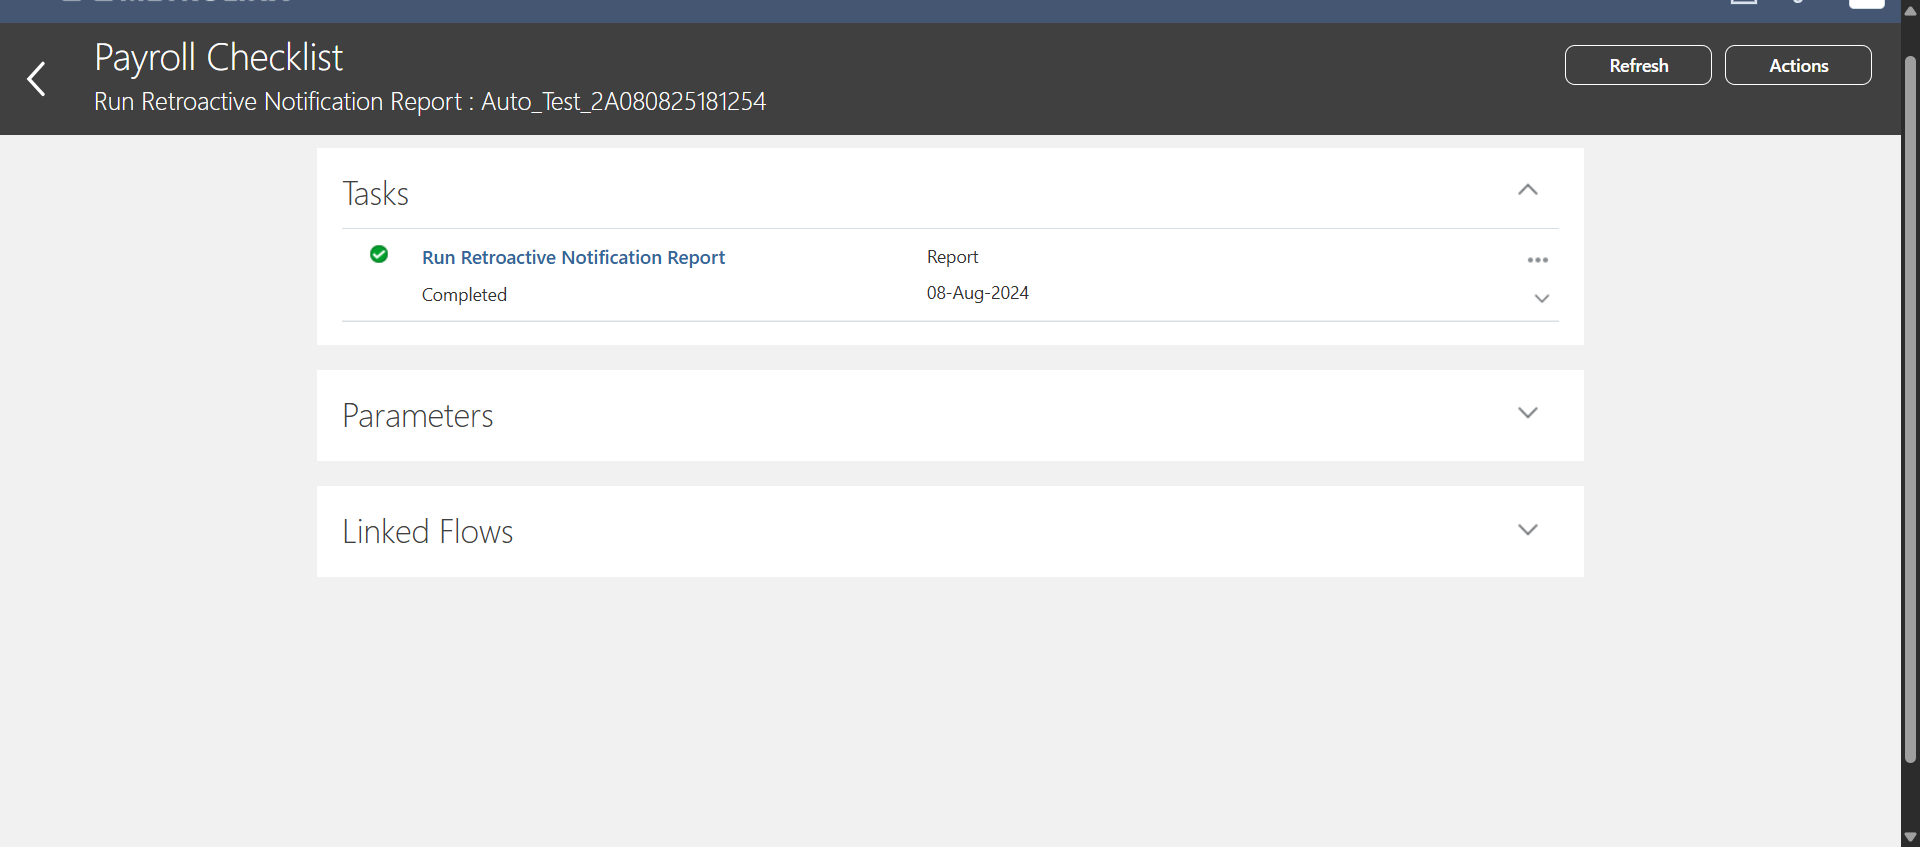 Payroll Checklist
Run Retroactive Notification Report : Auto_Test_2A080825181254
Refresh
Actions
Tasks
Run Retroactive Notification Report
Report
Completed
08-Aug-2024
Parameters
Linked Flows